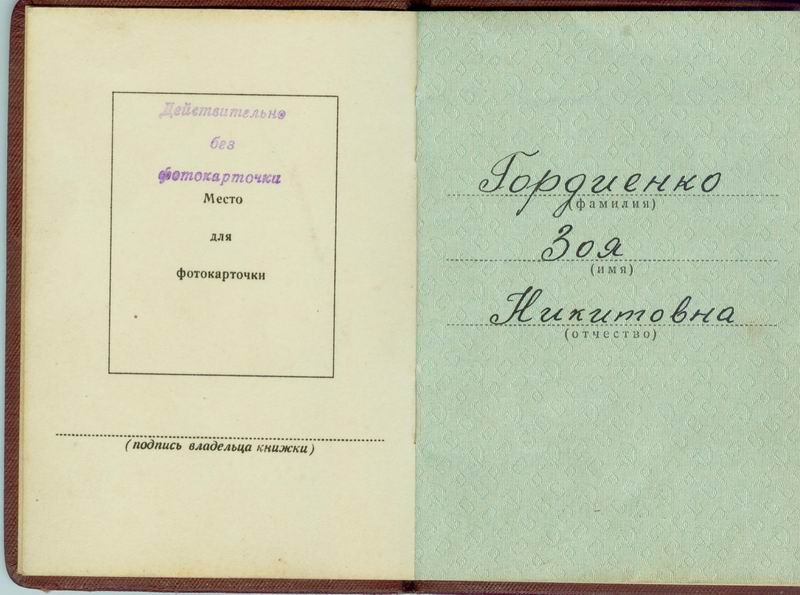 Действительно
без
фотокарточки
Место
для
фотокарточки
(подпись владельца книжки)
Гордиенко
(фамилия)
Зоя
(имя)
Никитовна
(отчество)